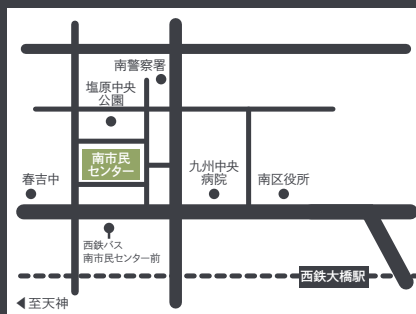 南警察署
塩原中央
公園
南市民
センター
春吉中
九州中央
病院
南区役所
西鉄バス
南市民センター前
西鉄大橋駅
◀至天神